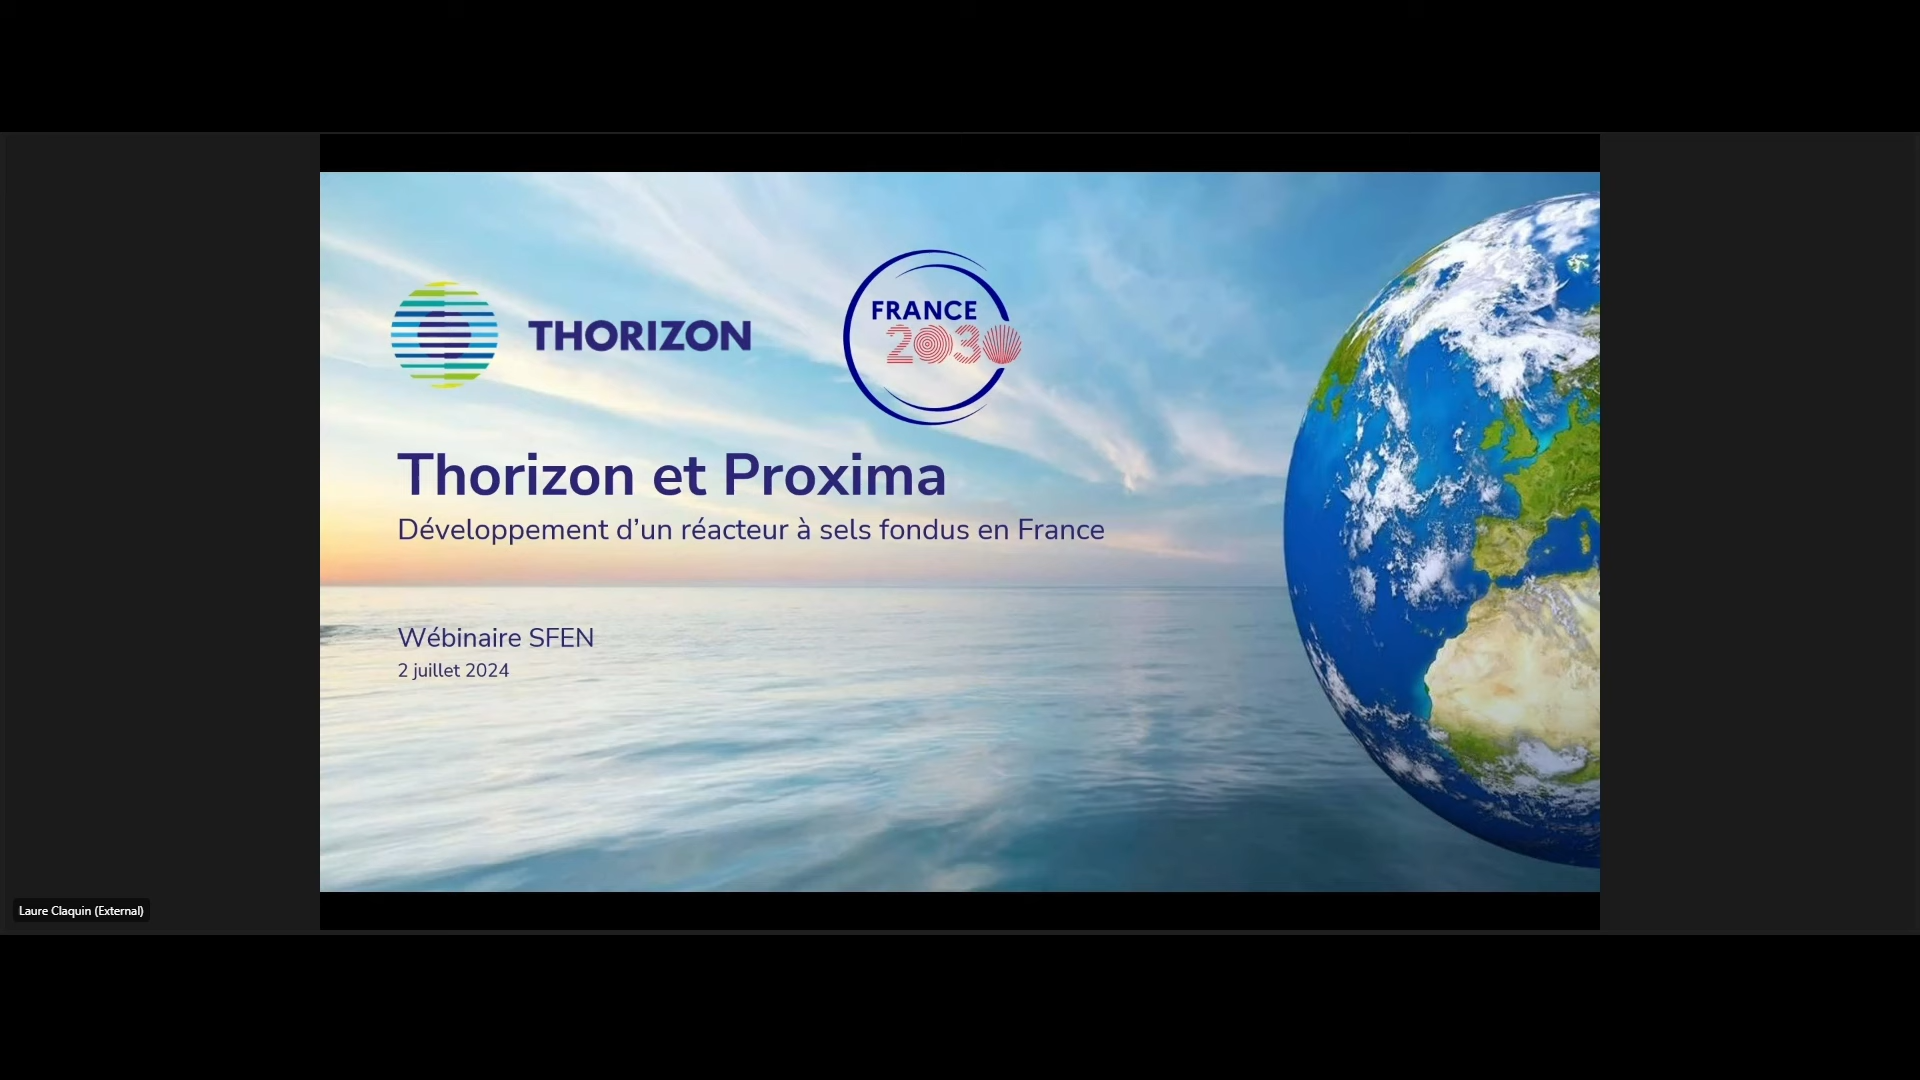 THORIZON
FRANCE
2030
Thorizon et Proxima
Développement d’un réacteur à sels fondus en France
Wébinaire SFEN
2 juillet 2024
Laure Claquin (External)